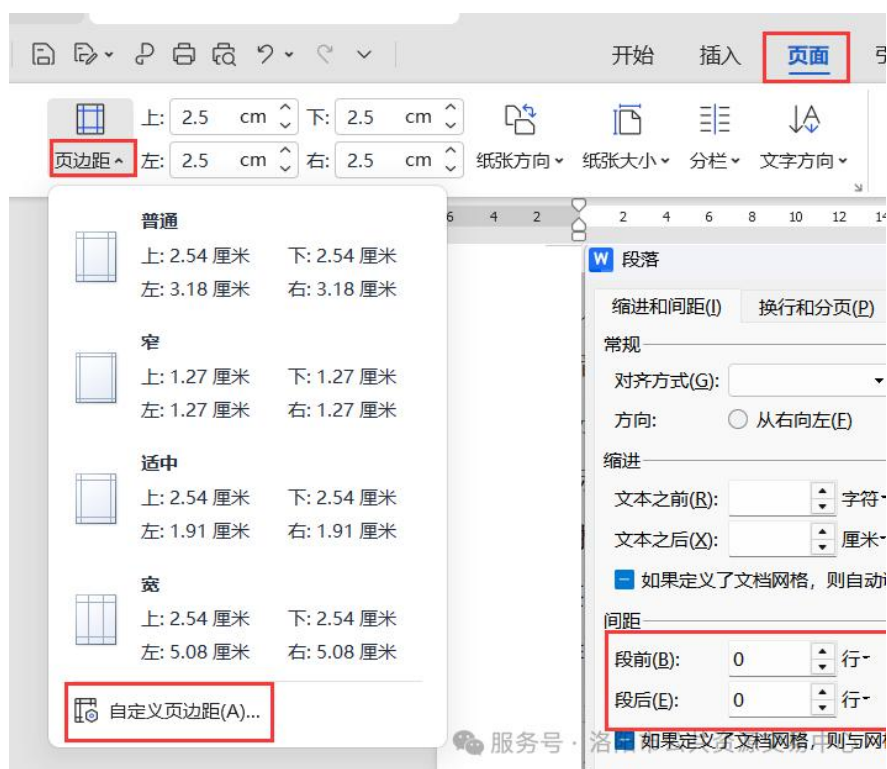 开始 插入 页面
上: 2.5 cm 下: 2.5 cm
页边距 左: 2.5 cm 右: 2.5 cm 纸张方向 纸张大小 分栏 文字方向
6 4 2 2 4 6 8 10 12 14
普通
上: 2.54 厘米 下: 2.54 厘米
左: 3.18 厘米 右: 3.18 厘米
窄
上: 1.27 厘米 下: 1.27 厘米
左: 1.27 厘米 右: 1.27 厘米
适中
上: 2.54 厘米 下: 2.54 厘米
左: 1.91 厘米 右: 1.91 厘米
宽
上: 2.54 厘米 下: 2.54 厘米
左: 5.08 厘米 右: 5.08 厘米
自定义页边距(A)...
W 段落
缩进和间距(I) 换行和分页(P)
常规
对齐方式(G):
方向: 从右向左(F)
缩进
文本之前(R): 字符
文本之后(X): 厘米
如果定义了文档网格，则自动
间距
段前(B): 0 行
段后(E): 0 行
如果定义了文档网格，则与网
服务号 · 洛